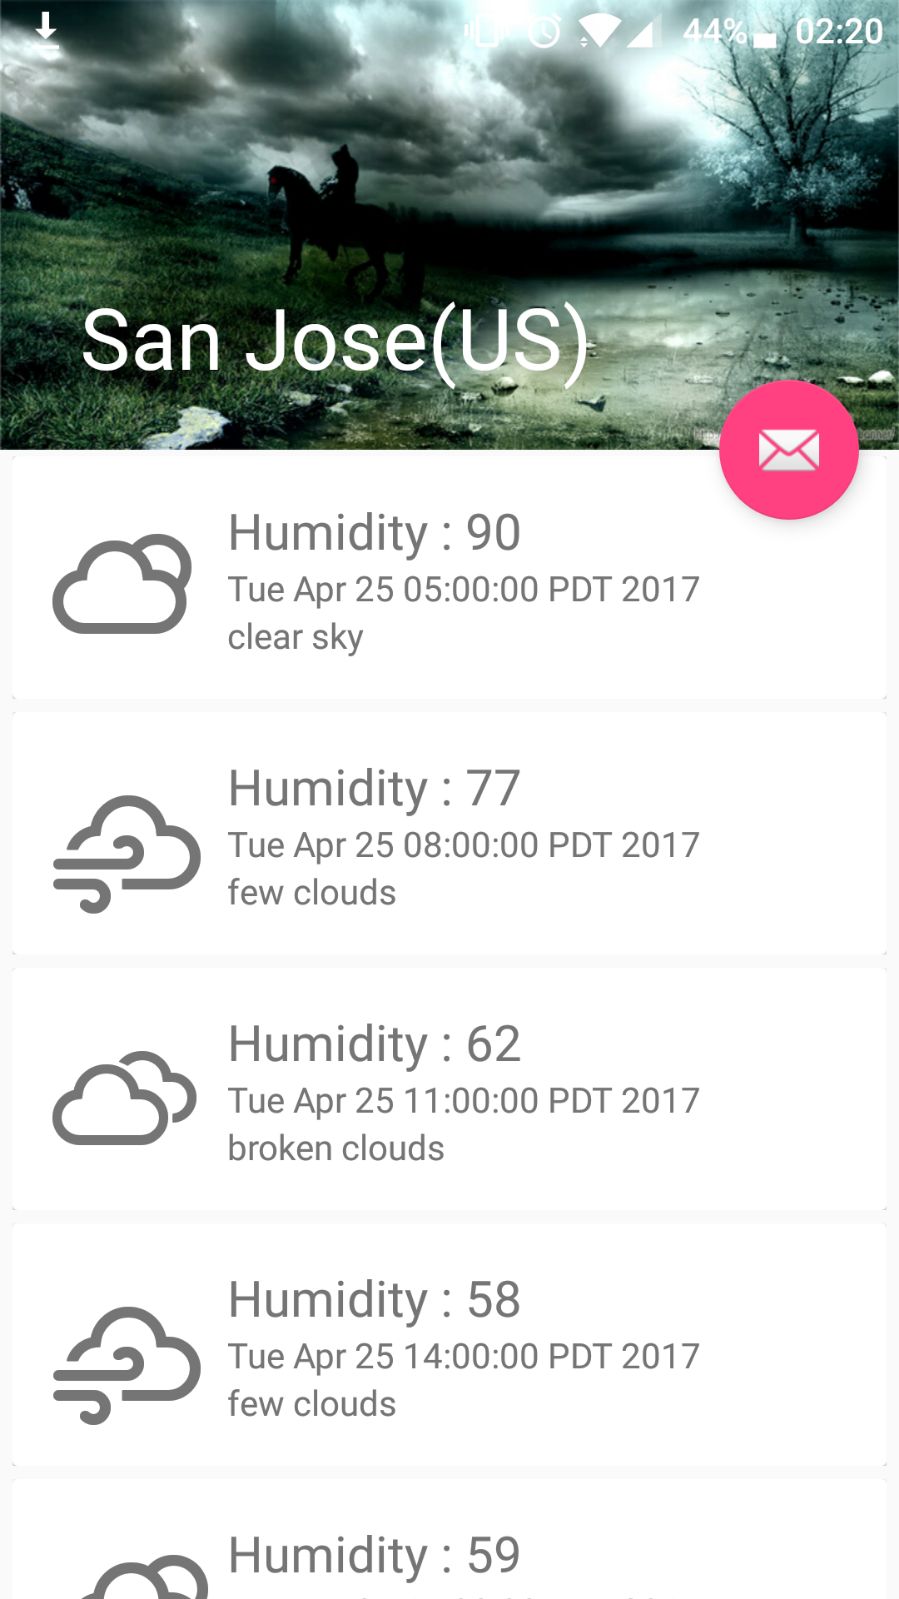 44% 02:20
San Jose(US)
Humidity : 90
Tue Apr 25 05:00:00 PDT 2017
clear sky
Humidity : 77
Tue Apr 25 08:00:00 PDT 2017
few clouds
Humidity : 62
Tue Apr 25 11:00:00 PDT 2017
broken clouds
Humidity : 58
Tue Apr 25 14:00:00 PDT 2017
few clouds
Humidity : 59